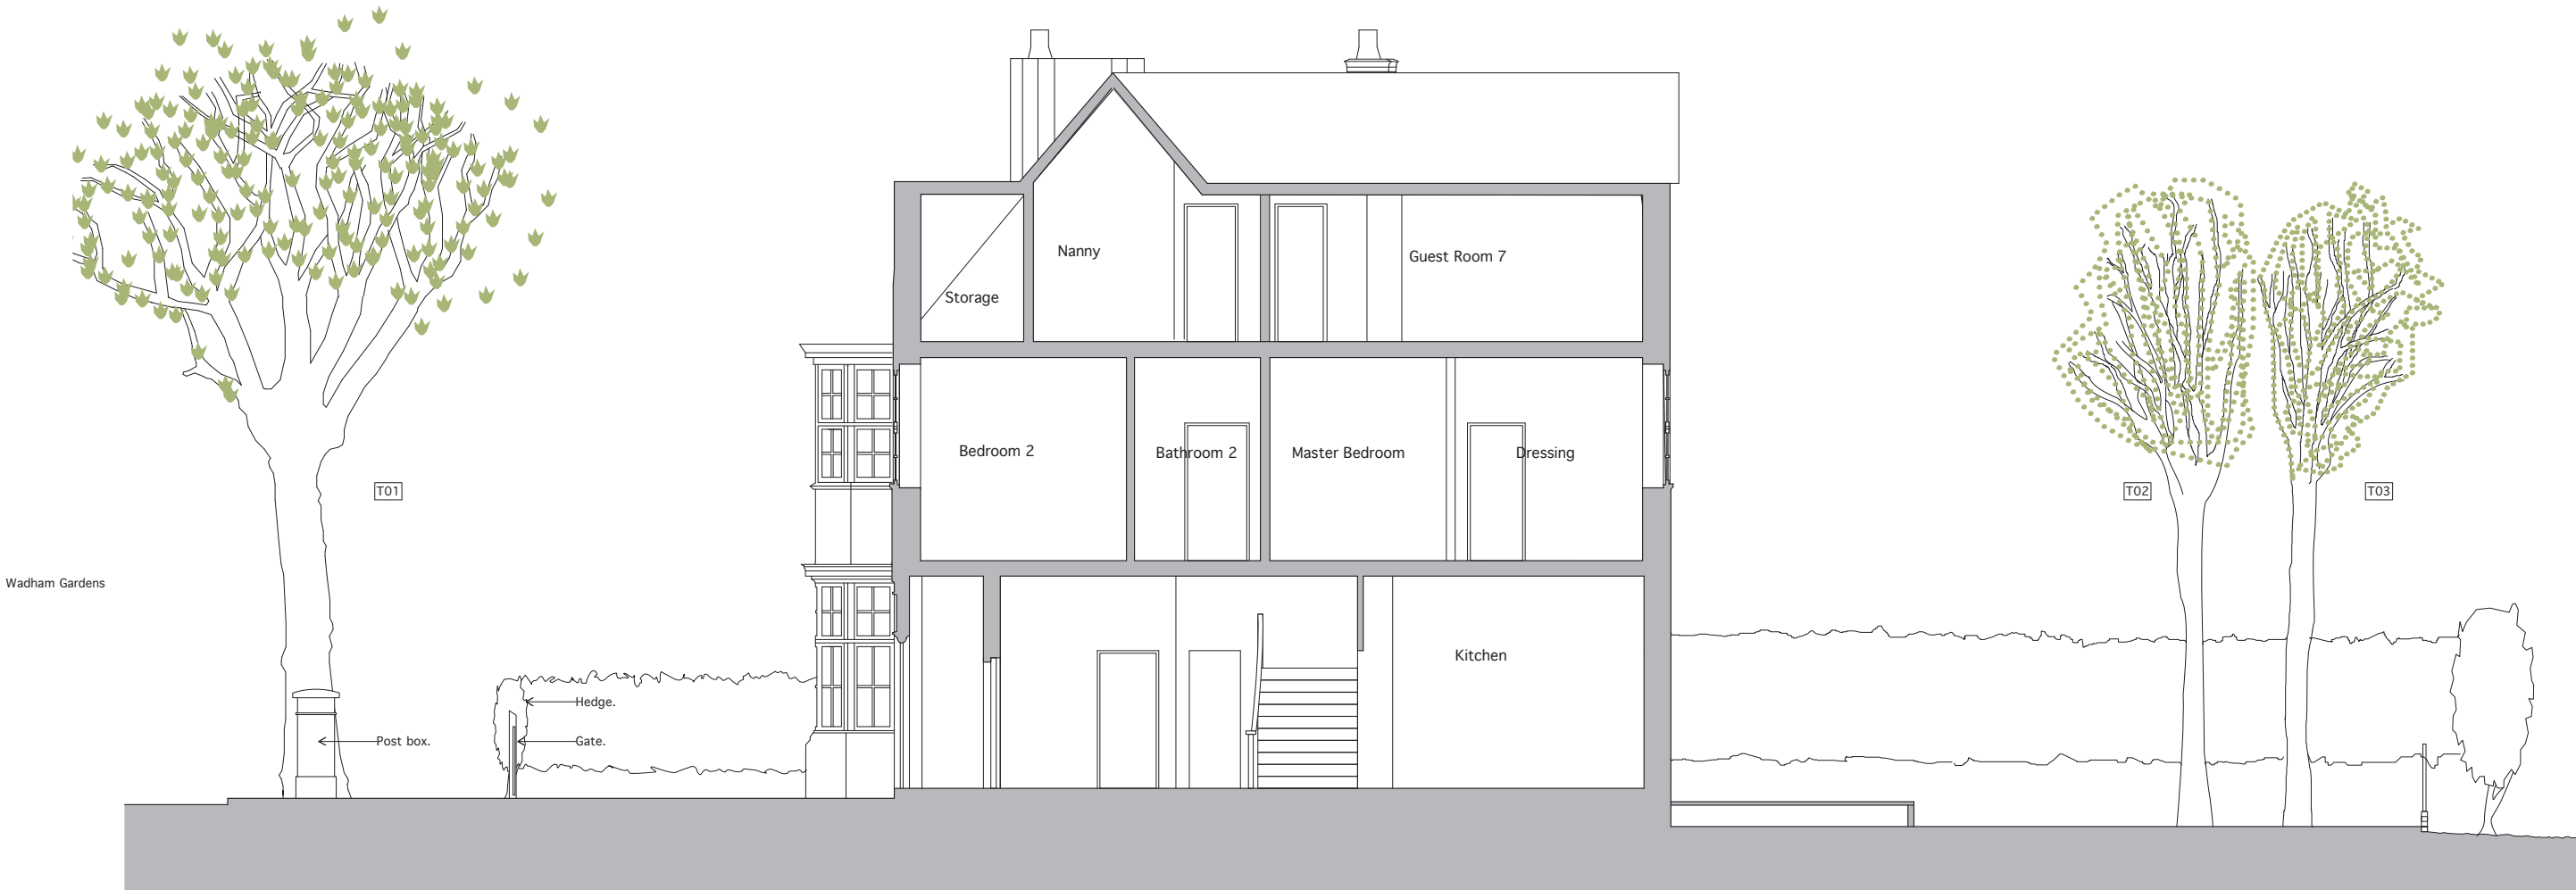 Nanny
Guest Room 7
Storage
Bedroom 2
Bathroom 2
Master Bedroom
Dressing
T01
T02
T03
Wadham Gardens
Kitchen
Hedge.
Post box.
Gate.